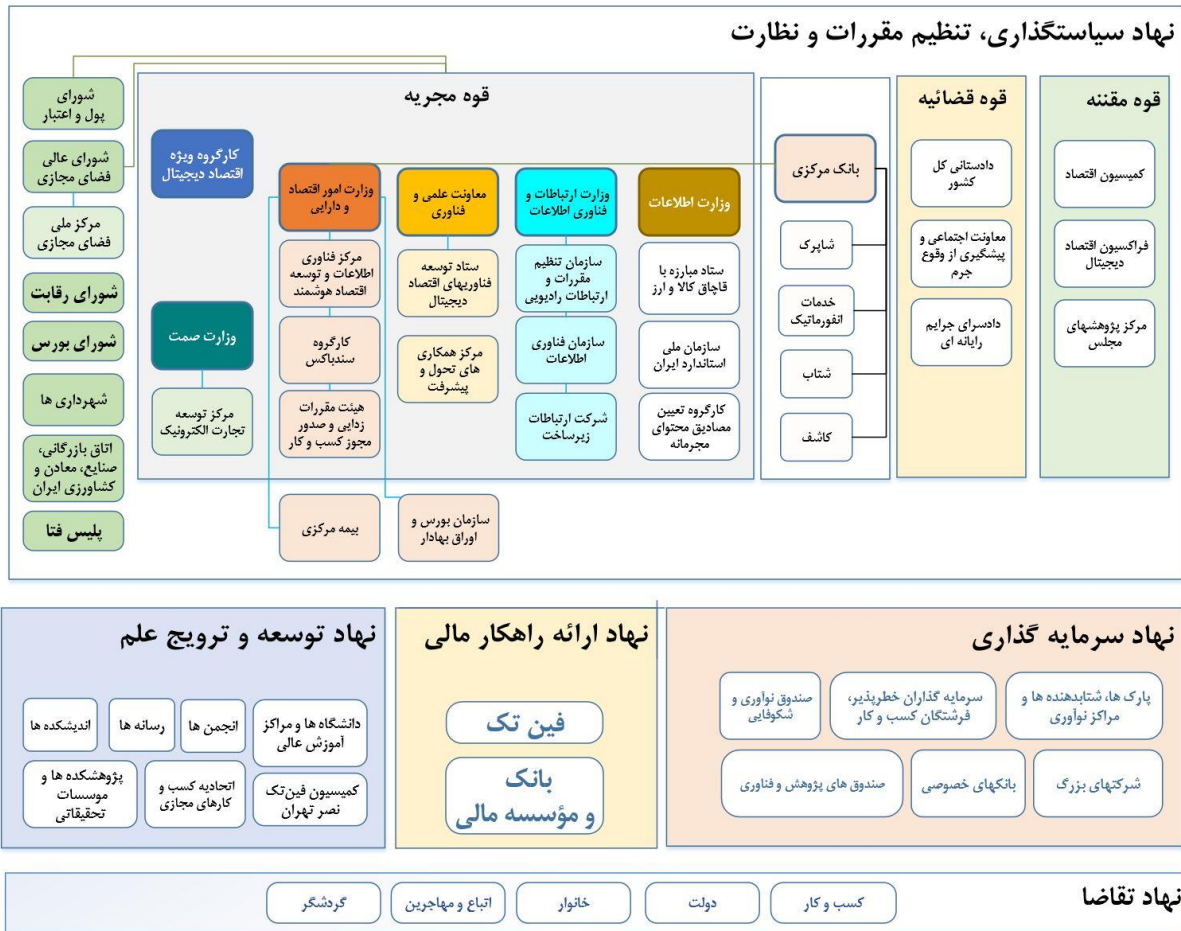 نهاد سیاستگذاری، تنظیم مقررات و نظارت
قوه مقننه
کمیسیون اقتصاد
فراکسیون اقتصاد
دیجیتال
مرکز پژوهشهای
مجلس
قوه قضائیه
دادستانی کل
کشور
معاونت اجتماعی و
پیشگیری از وقوع
جرم
دادسرای جرایم
رایانه ای
بانک مرکزی
شاپرک
خدمات
انفورماتیک
شتاب
کاشف
قوه مجریه
وزارت اطلاعات
ستاد مبارزه با
قاچاق کالا و ارز
سازمان ملی
استاندارد ایران
کارگروه تعیین
مصادیق محتوای
مجرمانه
وزارت ارتباطات و
فناوری اطلاعات
سازمان تنظیم
مقررات و
ارتباطات رادیویی
سازمان فناوری
اطلاعات
شرکت ارتباطات
زیرساخت
معاونت علمی و
فناوری
ستاد توسعه
فناوریهای اقتصاد
دیجیتال
مرکز همکاری
های تحول و
پیشرفت
وزارت امور اقتصاد
و دارایی
مرکز فناوری
اطلاعات و توسعه
اقتصاد هوشمند
کارگروه
سندباکس
هیئت مقررات
زدایی و صدور
مجوز کسب و کار
سازمان بورس و
اوراق بهادار
بیمه مرکزی
کارگروه ویژه
اقتصاد دیجیتال
وزارت صمت
مرکز توسعه
تجارت الکترونیک
شورای
پول و اعتبار
شورای عالی
فضای مجازی
مرکز ملی
فضای مجازی
شورای رقابت
شورای بورس
شهرداری ها
اتاق بازرگانی،
صنایع، معادن و
کشاورزی ایران
پلیس فتا
نهاد سرمایه گذاری
پارک ها، شتابدهنده ها و
مراکز نوآوری
سرمایه گذاران خطرپذیر،
فرشتگان کسب و کار
صندوق نوآوری و
شکوفایی
شرکتهای بزرگ
بانکهای خصوصی
صندوق های پژوهش و فناوری
نهاد ارائه راهکار مالی
فین تک
بانک
و مؤسسه مالی
نهاد توسعه و ترویج علم
دانشگاه ها و مراکز
آموزش عالی
انجمن ها
رسانه ها
اندیشکده ها
کمیسیون فین‌تک
نصر تهران
اتحادیه کسب و
کارهای مجازی
پژوهشکده ها و
موسسات
تحقیقاتی
نهاد تقاضا
کسب و کار
دولت
خانوار
اتباع و مهاجرین
گردشگر